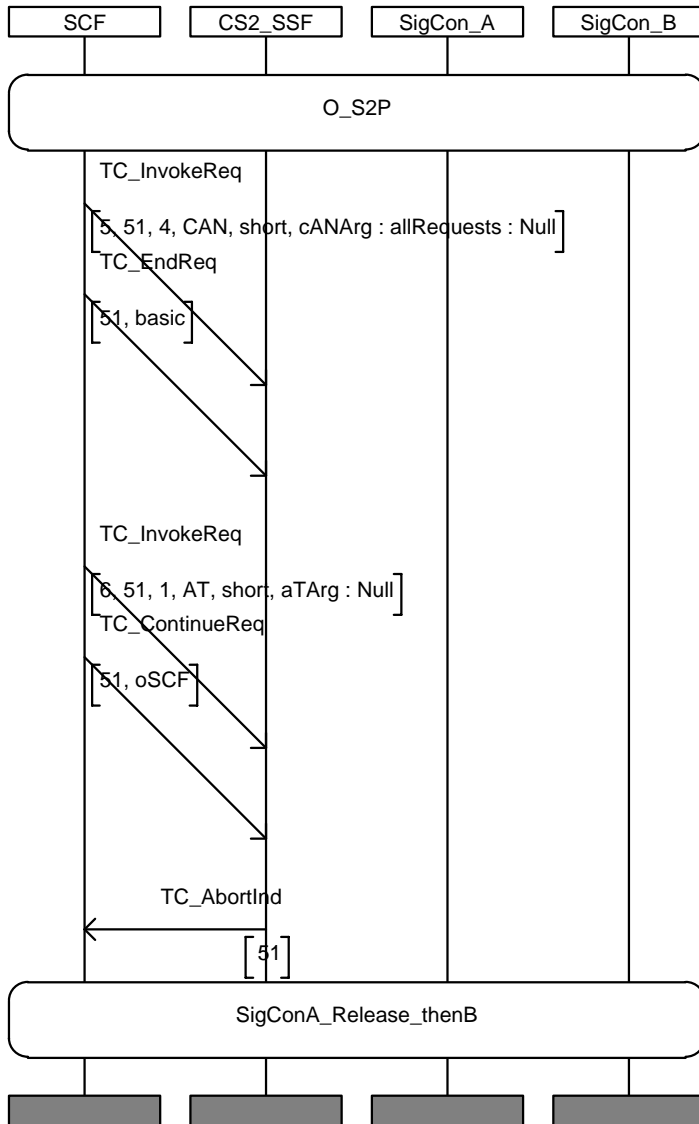 SCF CS2_SSF SigCon_A SigCon_B
O_S2P
TC_InvokeReq
[5, 51, 4, CAN, short, cANArg : allRequests : Null]
TC_EndReq
[51, basic]
TC_InvokeReq
[6, 51, 1, AT, short, aTArg : Null]
TC_ContinueReq
[51, oSCF]
TC_AbortInd
[51]
SigConA_Release_thenB